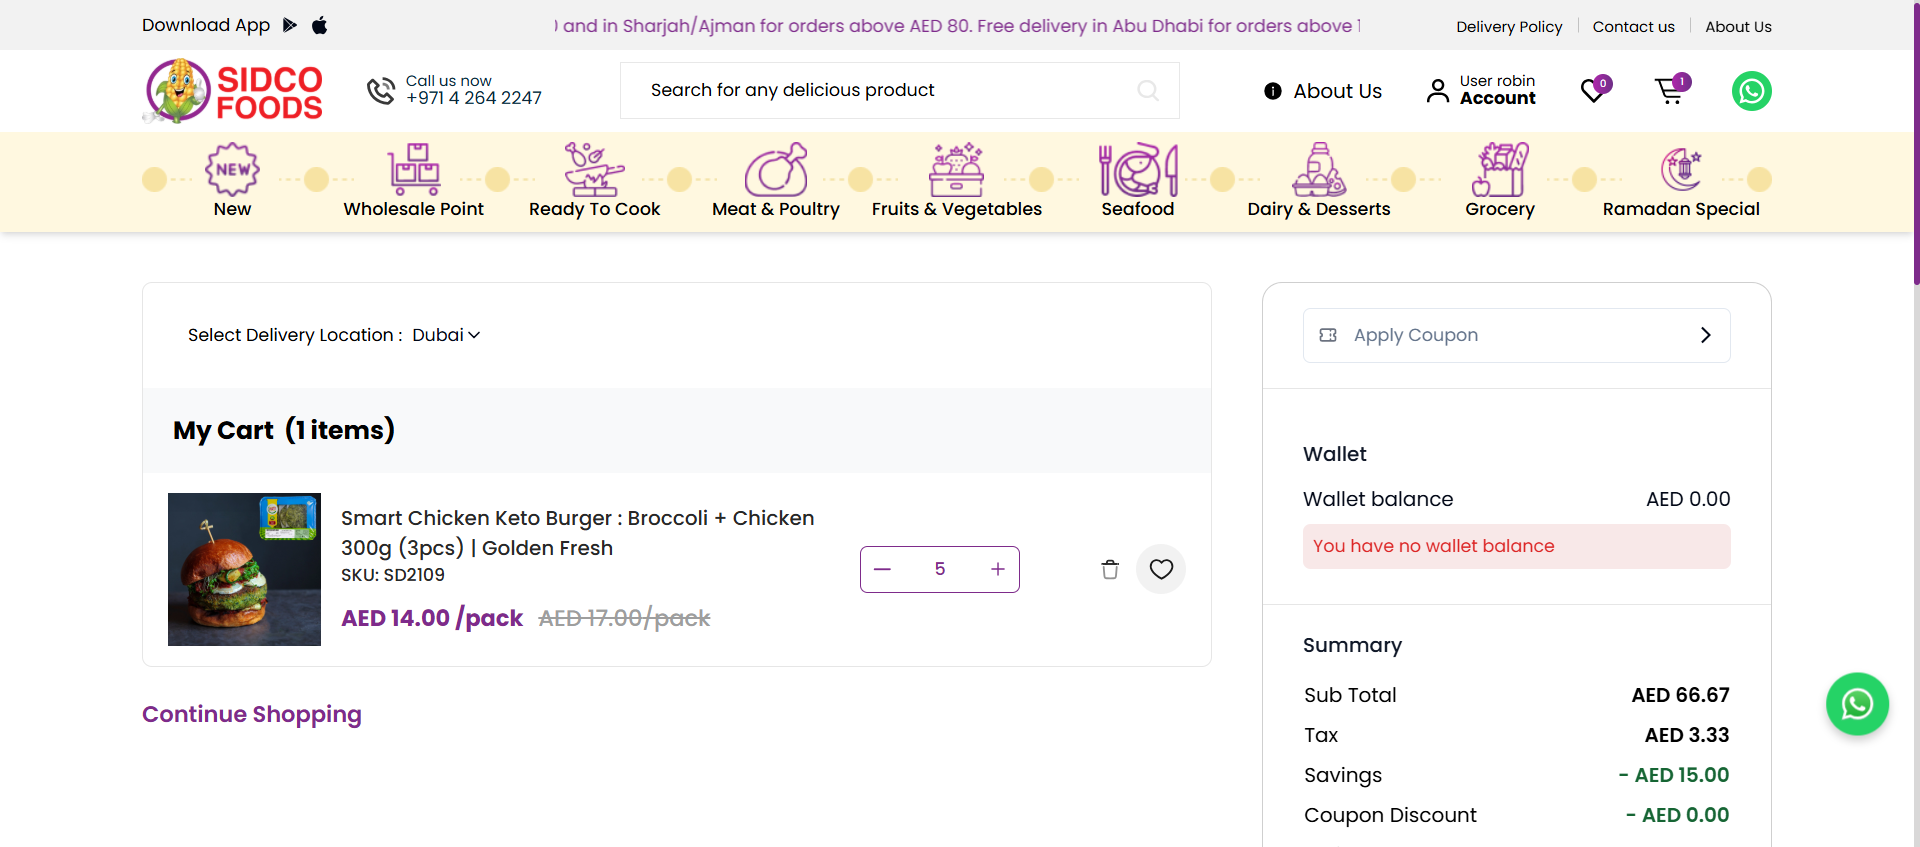 Download App
and in Sharjah/Ajman for orders above AED 80. Free delivery in Abu Dhabi for orders above
Delivery Policy
Contact us
About Us
SIDCO
FOODS
Call us now
+971 4 264 2247
Search for any delicious product
About Us
User robin
Account
0
1
NEW
New
Wholesale Point
Ready To Cook
Meat & Poultry
Fruits & Vegetables
Seafood
Dairy & Desserts
Grocery
Ramadan Special
Select Delivery Location : Dubai
My Cart (1 items)
Smart Chicken Keto Burger : Broccoli + Chicken
300g (3pcs) | Golden Fresh
SKU: SD2109
AED 14.00 /pack AED 17.00/pack
5
Continue Shopping
Apply Coupon
Wallet
Wallet balance AED 0.00
You have no wallet balance
Summary
Sub Total AED 66.67
Tax AED 3.33
Savings - AED 15.00
Coupon Discount - AED 0.00